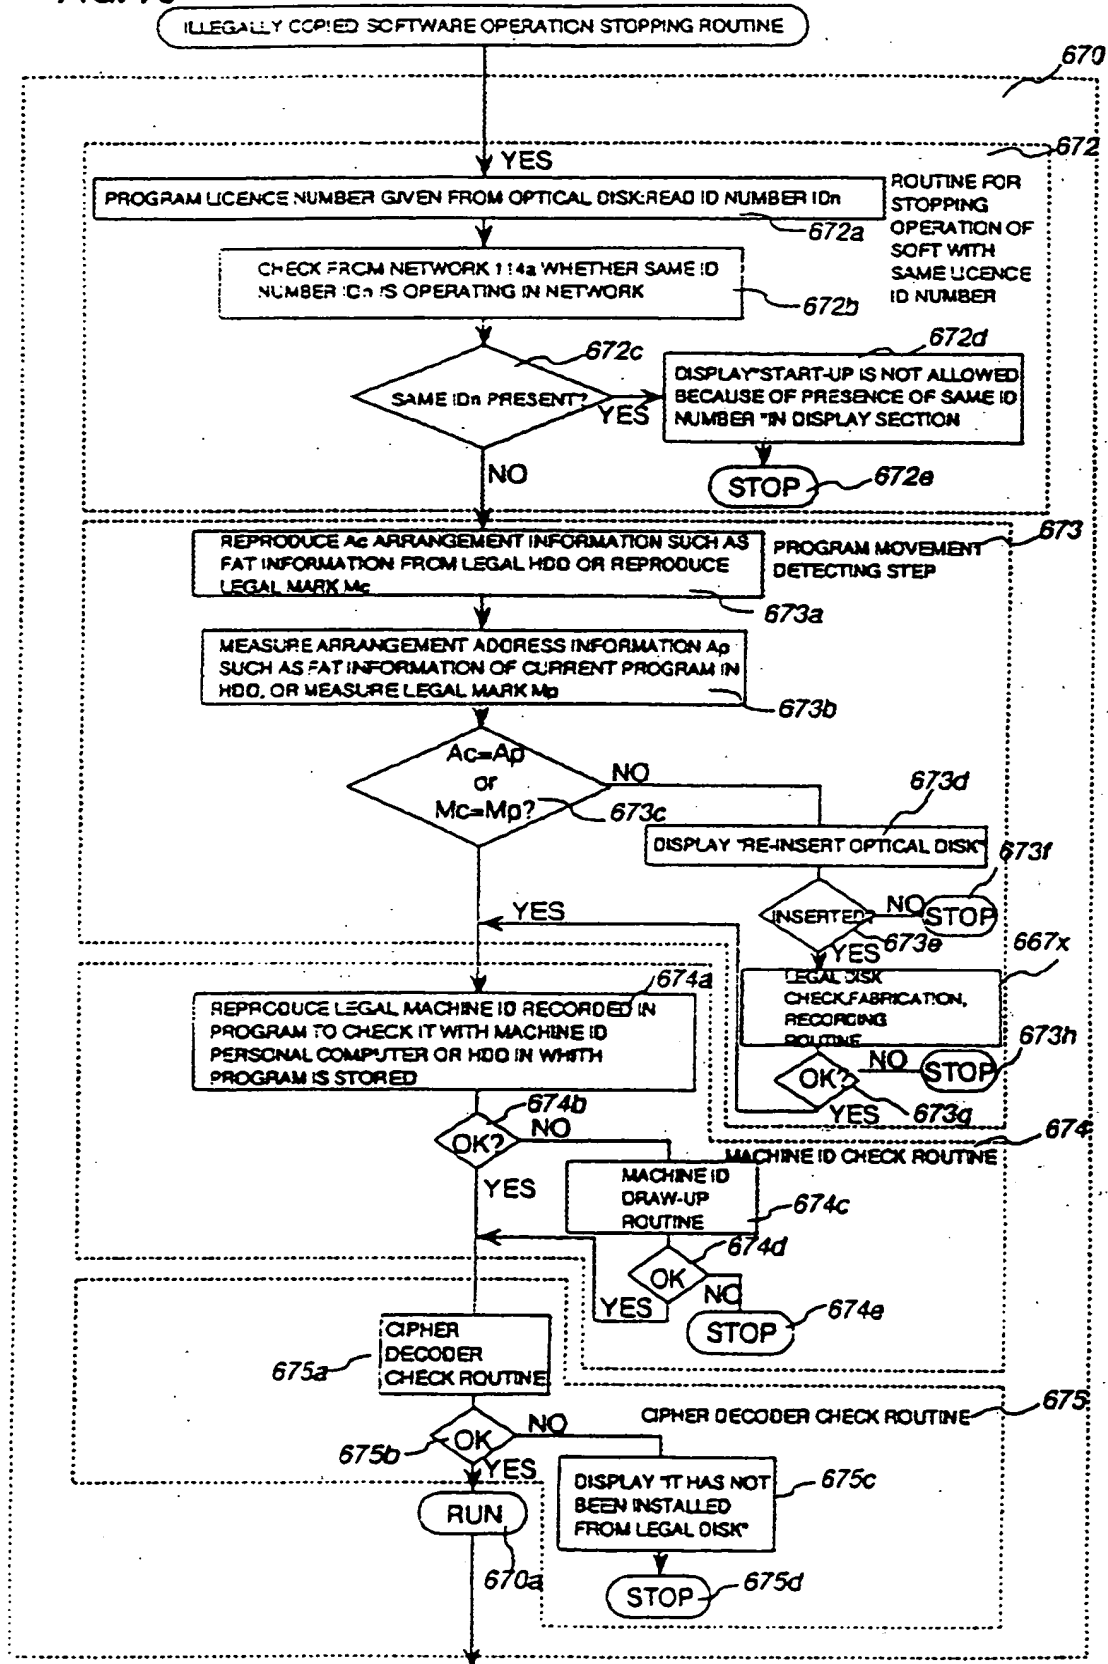 ILLEGALLY COPIED SOFTWARE OPERATION STOPPING ROUTINE
670
672
YES
PROGRAM LICENCE NUMBER GIVEN FROM OPTICAL DISK:READ ID NUMBER IDn
672a
ROUTINE FOR
STOPPING
OPERATION OF
SOFT WITH
SAME LICENCE
ID NUMBER
CHECK FROM NETWORK 114a WHETHER SAME ID
NUMBER IDn IS OPERATING IN NETWORK
672b
672c
SAME IDn PRESENT?
YES
672d
DISPLAY"START-UP IS NOT ALLOWED
BECAUSE OF PRESENCE OF SAME ID
NUMBER "IN DISPLAY SECTION
STOP
672e
NO
673
REPRODUCE Ac ARRANGEMENT INFORMATION SUCH AS
FAT INFORMATION FROM LEGAL HDD OR REPRODUCE
LEGAL MARK Mc
673a
PROGRAM MOVEMENT
DETECTING STEP
MEASURE ARRANGEMENT ADDRESS INFORMATION Ap
SUCH AS FAT INFORMATION OF CURRENT PROGRAM IN
HDD, OR MEASURE LEGAL MARK Mp
673b
Ac=Ap
or
Mc=Mp?
673c
NO
673d
DISPLAY "RE-INSERT OPTICAL DISK"
673f
INSERTED?
NO
STOP
673e
YES
YES
667x
LEGAL DISK
CHECK,FABRICATION,
RECORDING
ROUTINE
673h
OK?
NO
STOP
YES
673g
674a
REPRODUCE LEGAL MACHINE ID RECORDED IN
PROGRAM TO CHECK IT WITH MACHINE ID
PERSONAL COMPUTER OR HDD IN WHITH
PROGRAM IS STORED
674b
OK?
NO
674
MACHINE ID CHECK ROUTINE
YES
MACHINE ID
DRAW-UP
ROUTINE
674c
674d
OK
YES
NO
STOP
674e
CIPHER
DECODER
CHECK ROUTINE
675a
675
CIPHER DECODER CHECK ROUTINE
675b
OK
NO
YES
675c
DISPLAY "IT HAS NOT
BEEN INSTALLED
FROM LEGAL DISK"
RUN
670a
STOP
675d